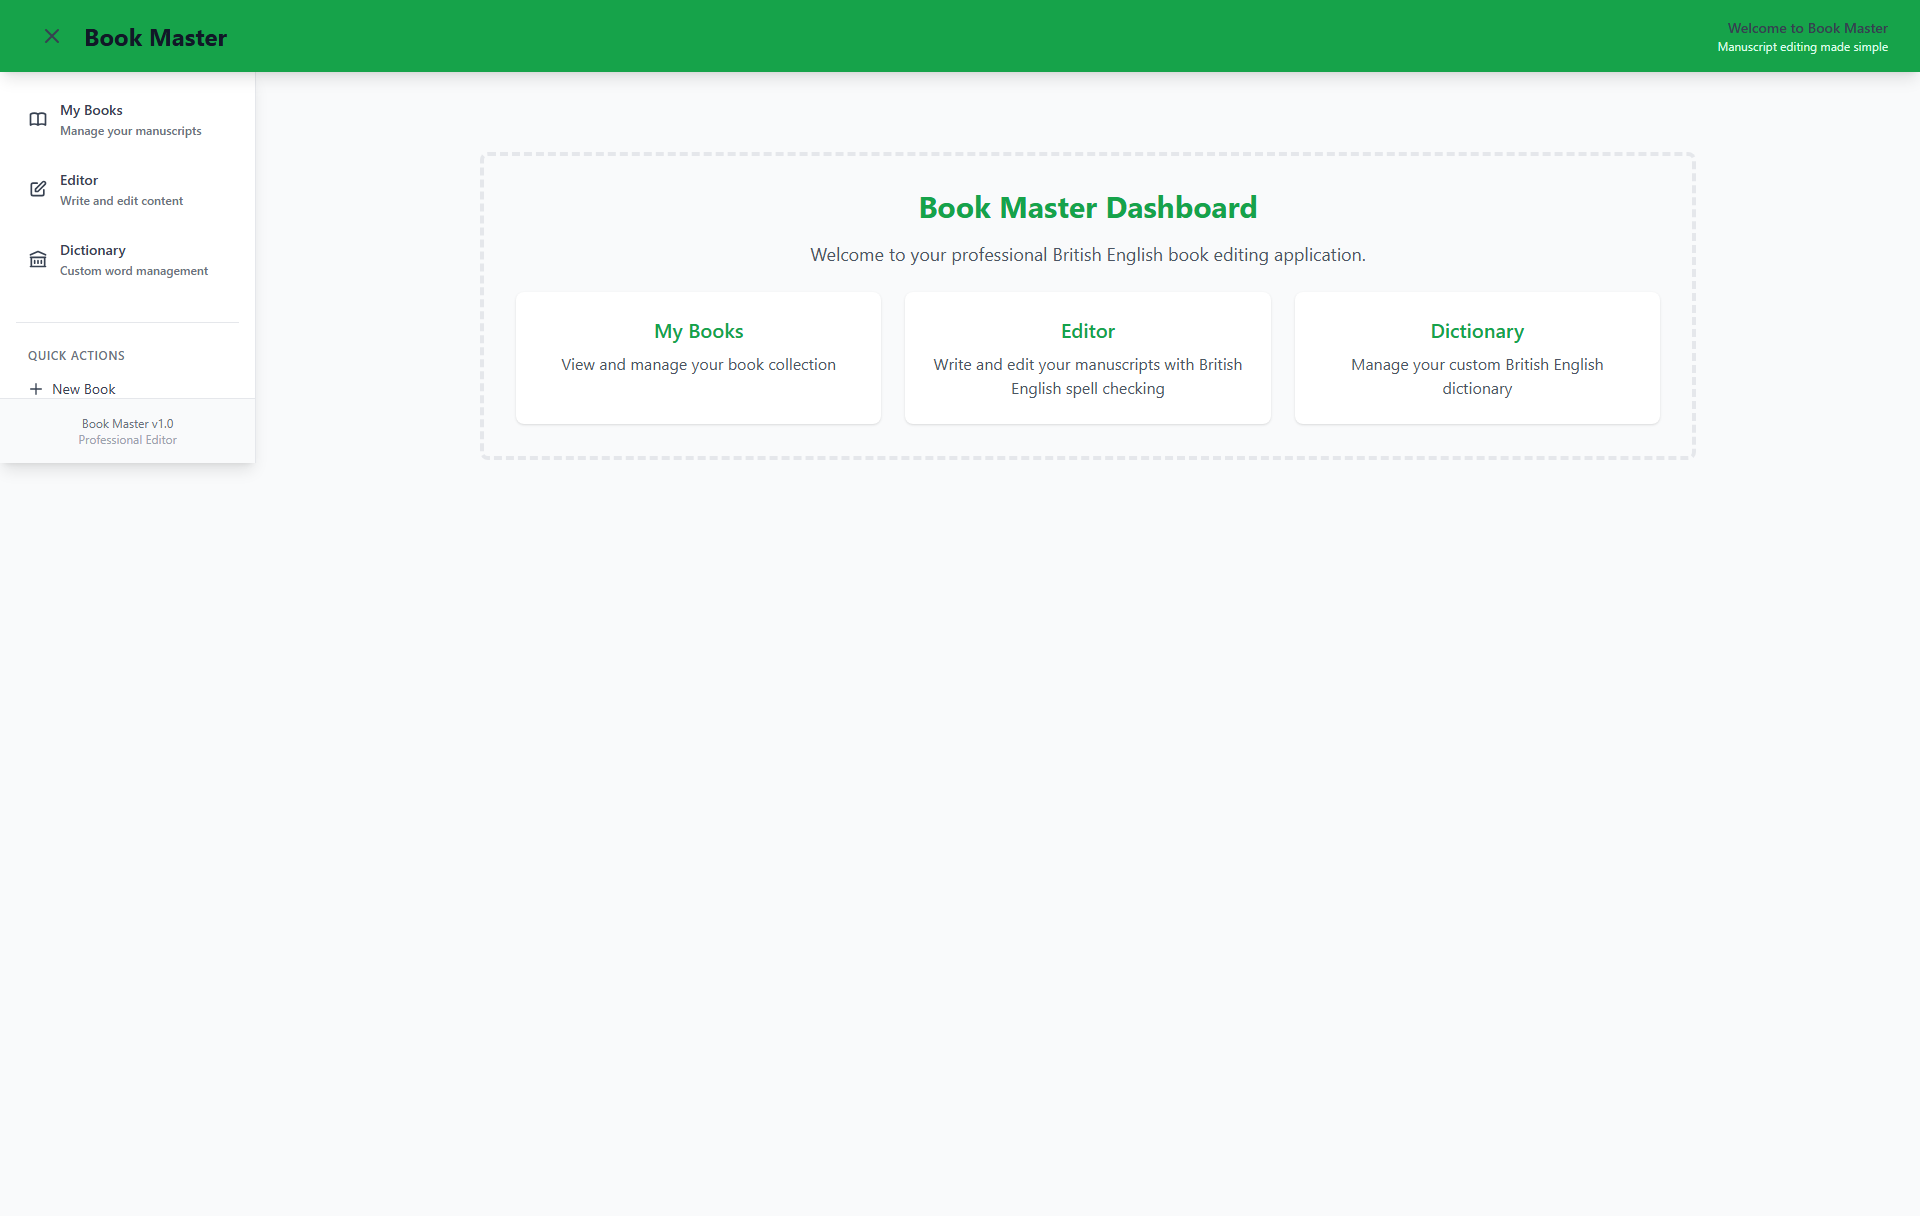 Book Master
Welcome to Book Master
Manuscript editing made simple
My Books
Manage your manuscripts
Editor
Write and edit content
Dictionary
Custom word management
QUICK ACTIONS
New Book
Book Master v1.0
Professional Editor
Book Master Dashboard
Welcome to your professional British English book editing application.
My Books
View and manage your book collection
Editor
Write and edit your manuscripts with British
English spell checking
Dictionary
Manage your custom British English
dictionary